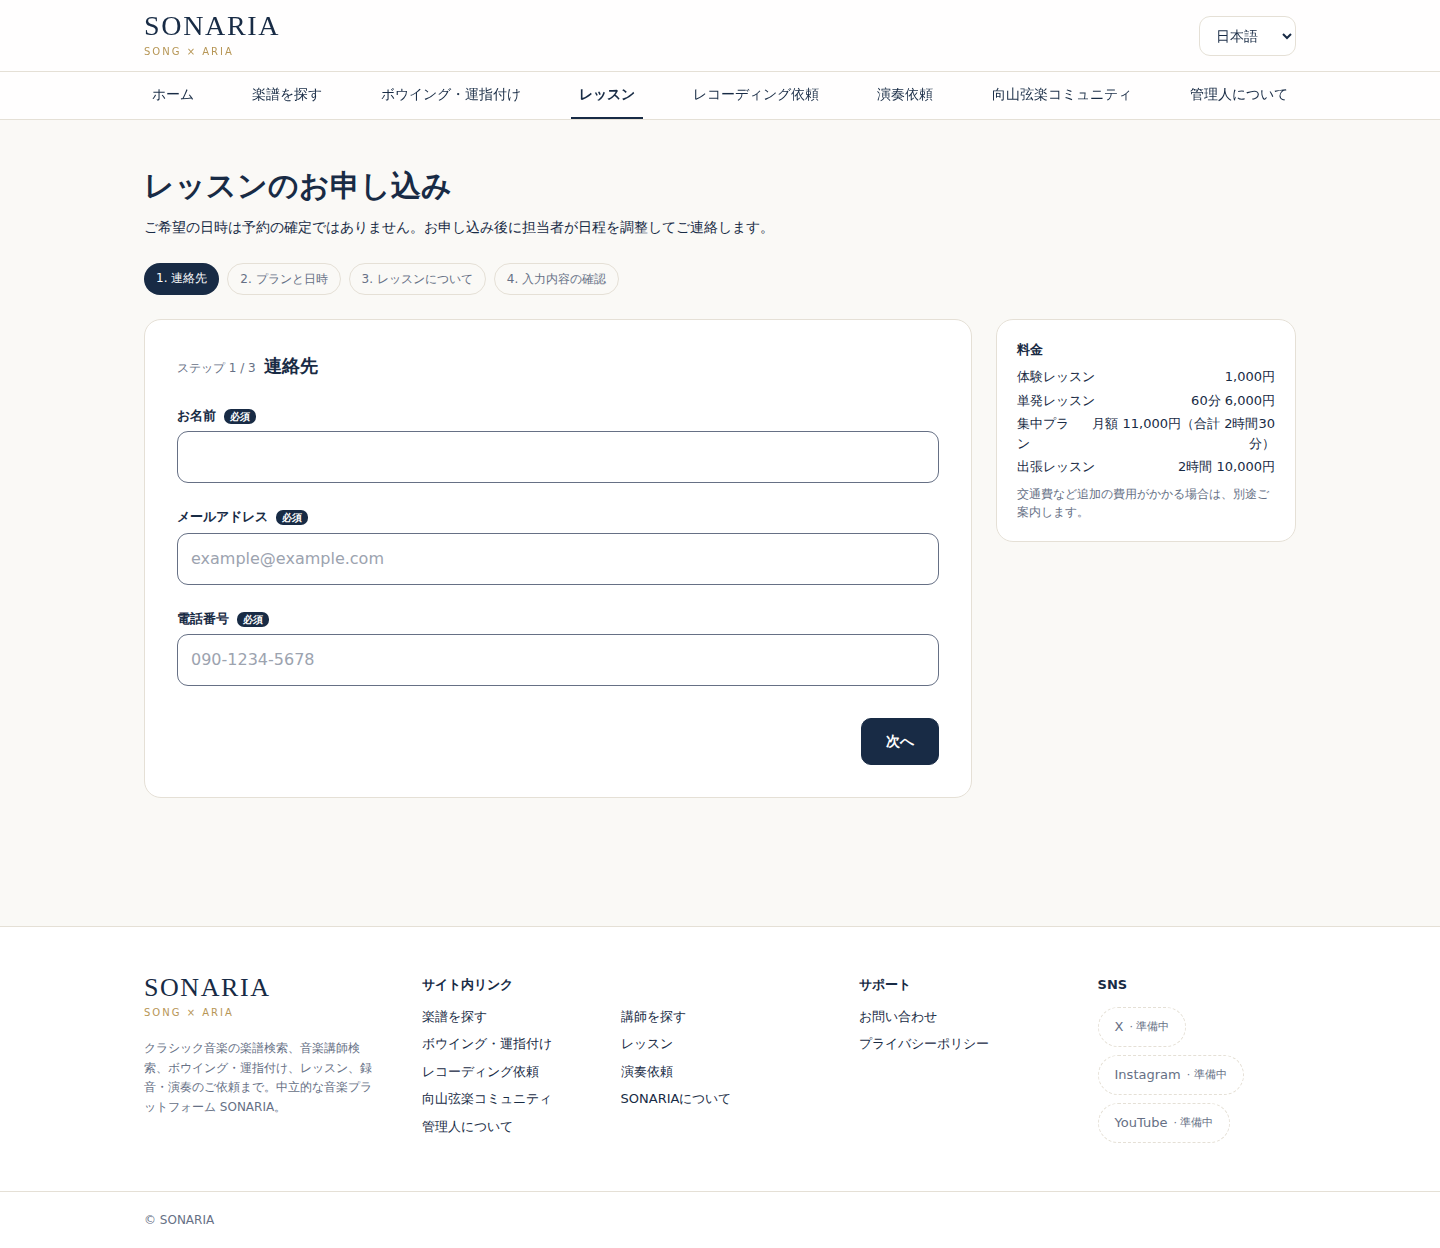 SONARIA
SONG × ARIA
日本語
ホーム
楽譜を探す
ボウイング・運指付け
レッスン
レコーディング依頼
演奏依頼
向山弦楽コミュニティ
管理人について
レッスンのお申し込み
ご希望の日時は予約の確定ではありません。お申し込み後に担当者が日程を調整してご連絡します。
1. 連絡先
2. プランと日時
3. レッスンについて
4. 入力内容の確認
ステップ 1 / 3 連絡先
お名前 必須
メールアドレス 必須
example@example.com
電話番号 必須
090-1234-5678
次へ
料金
体験レッスン 1,000円
単発レッスン 60分 6,000円
集中プラン 月額 11,000円（合計 2時間30分）
出張レッスン 2時間 10,000円
交通費など追加の費用がかかる場合は、別途ご
案内します。
SONARIA
SONG × ARIA
クラシック音楽の楽譜検索、音楽講師検
索、ボウイング・運指付け、レッスン、録
音・演奏のご依頼まで。中立的な音楽プラ
ットフォーム SONARIA。
サイト内リンク
楽譜を探す
講師を探す
ボウイング・運指付け
レッスン
レコーディング依頼
演奏依頼
向山弦楽コミュニティ
SONARIAについて
管理人について
サポート
お問い合わせ
プライバシーポリシー
SNS
X · 準備中
Instagram · 準備中
YouTube · 準備中
© SONARIA